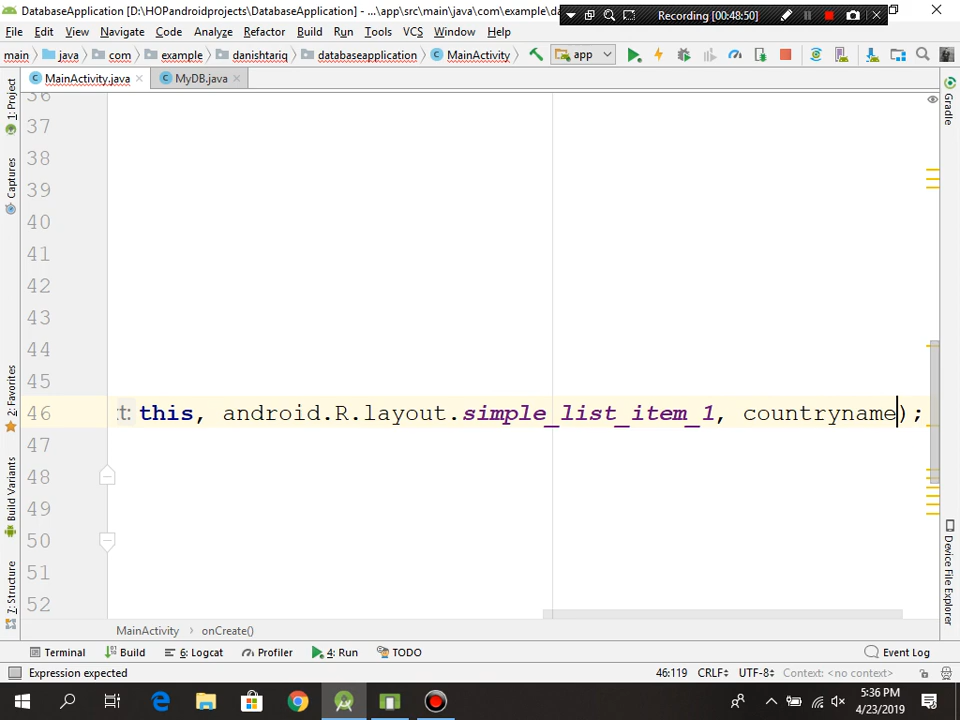 DatabaseApplication [D:\HOPandroidprojects\DatabaseApplication] - ...\app\src\main\java\com\example\da
Recording [00:48:50]
File Edit View Navigate Code Analyze Refactor Build Run Tools VCS Window Help
main java com example danishtariq databaseapplication MainActivity app
MainActivity.java MyDB.java
1: Project
Captures
2: Favorites
Build Variants
7: Structure
Gradle
Device File Explorer
36
37
38
39
40
41
42
43
44
45
46 t: this, android.R.layout.simple_list_item_1, countryname);
47
48
49
50
51
52
MainActivity › onCreate()
Terminal Build 6: Logcat Profiler 4: Run TODO Event Log
Expression expected 46:119 CRLF UTF-8 Context: <no context>
5:36 PM
4/23/2019